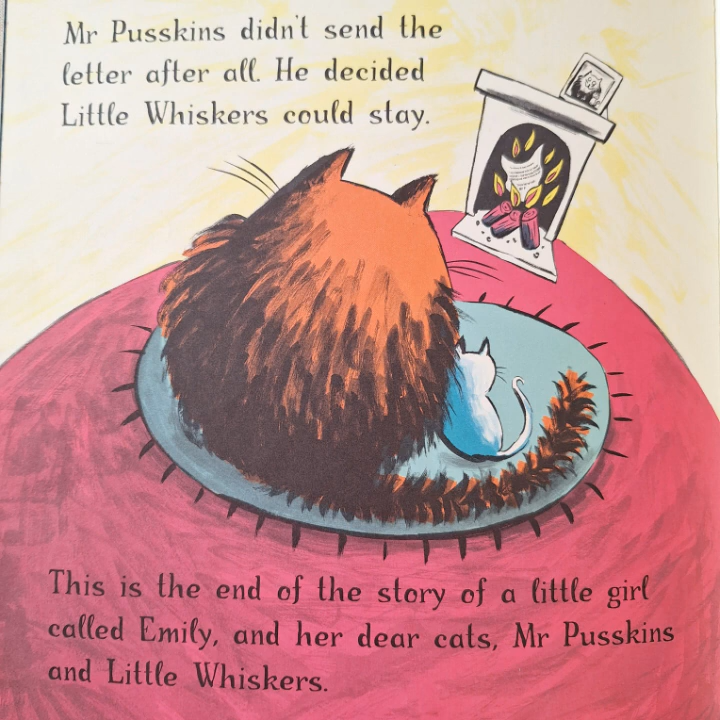 Mr Pusskins didn't send the
letter after all. He decided
Little Whiskers could stay.
This is the end of the story of a little girl
called Emily, and her dear cats, Mr Pusskins
and Little Whiskers.